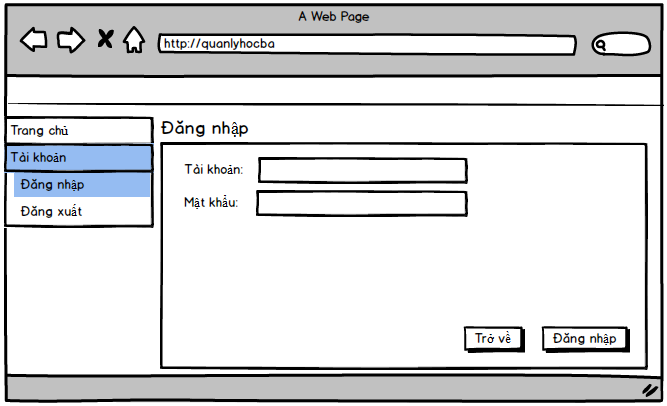 A Web Page
http://quanlyhocba
Trang chủ
Tài khoản
Đăng nhập
Đăng xuất
Đăng nhập
Tài khoản:
Mật khẩu:
Trở về
Đăng nhập